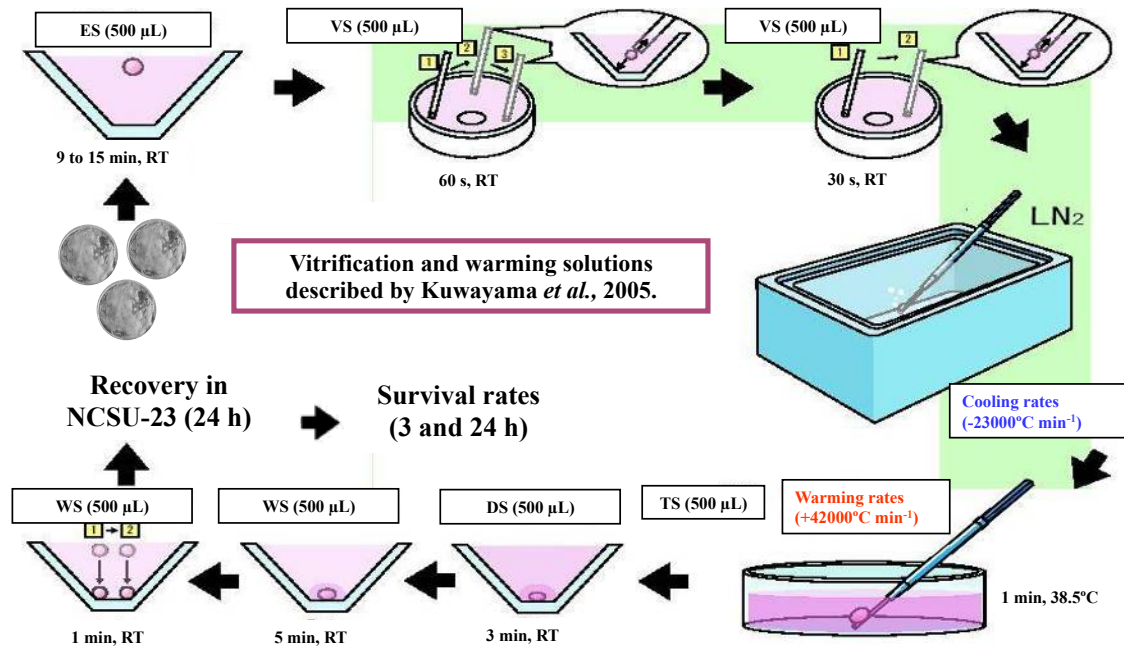 ES (500 µL)
9 to 15 min, RT
VS (500 µL)
1
2
3
60 s, RT
VS (500 µL)
1
2
30 s, RT
LN₂
Vitrification and warming solutions
described by Kuwayama et al., 2005.
Cooling rates
(-23000ºC min⁻¹)
Warming rates
(+42000ºC min⁻¹)
TS (500 µL)
1 min, 38.5ºC
DS (500 µL)
3 min, RT
WS (500 µL)
5 min, RT
WS (500 µL)
1
2
1 min, RT
Recovery in
NCSU-23 (24 h)
Survival rates
(3 and 24 h)